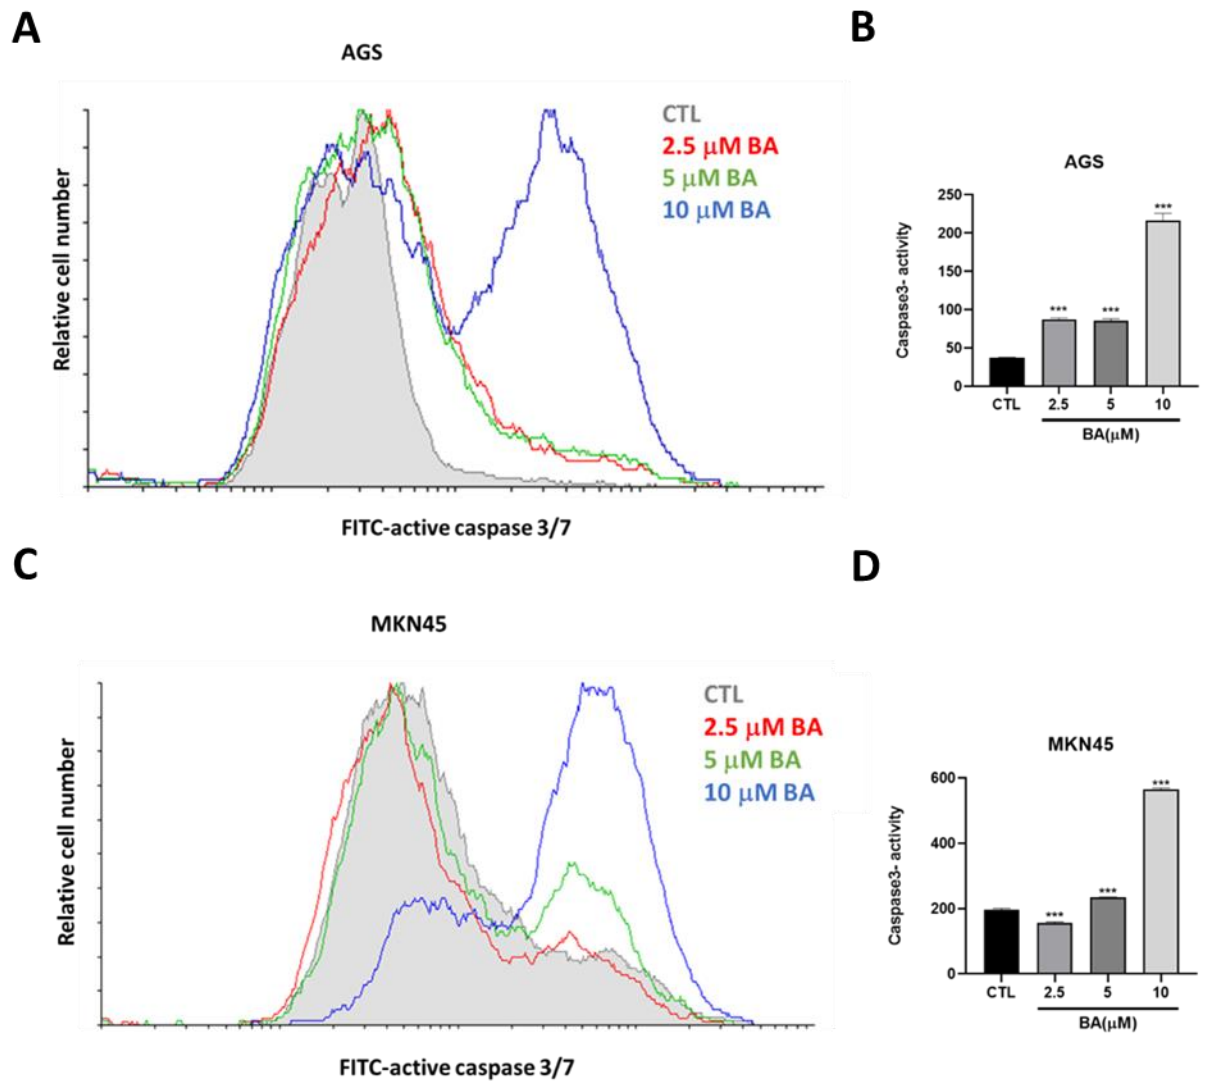 A
AGS
Relative cell number
CTL
2.5 μM BA
5 μM BA
10 μM BA
FITC-active caspase 3/7
B
AGS
Caspase3- activity
250
200
150
100
50
0
***
***
***
CTL
2.5
5
10
BA(μM)
C
MKN45
Relative cell number
CTL
2.5 μM BA
5 μM BA
10 μM BA
FITC-active caspase 3/7
D
MKN45
Caspase3- activity
600
400
200
0
***
***
***
CTL
2.5
5
10
BA(μM)